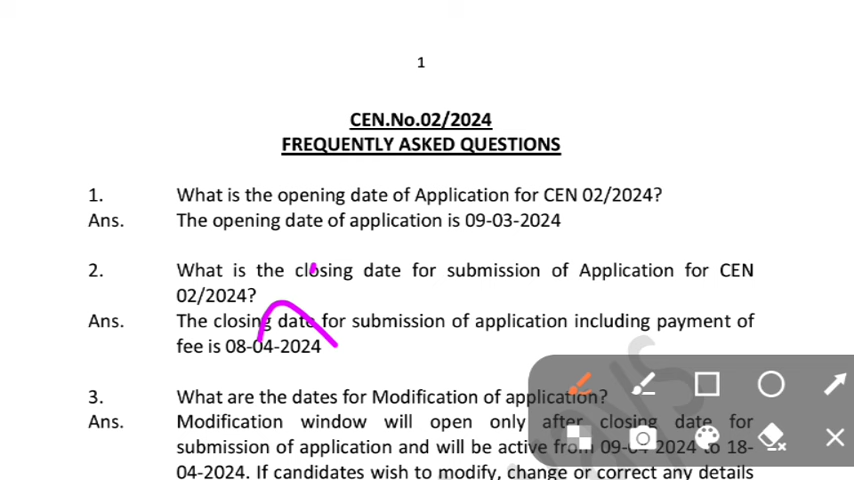 1
CEN.No.02/2024
FREQUENTLY ASKED QUESTIONS
1. What is the opening date of Application for CEN 02/2024?
Ans. The opening date of application is 09-03-2024
2. What is the closing date for submission of Application for CEN
02/2024?
Ans. The closing date for submission of application including payment of
fee is 08-04-2024
3. What are the dates for Modification of application?
Ans. Modification window will open only after closing date for
submission of application and will be active from 09-04-2024 to 18-
04-2024. If candidates wish to modify, change or correct any details